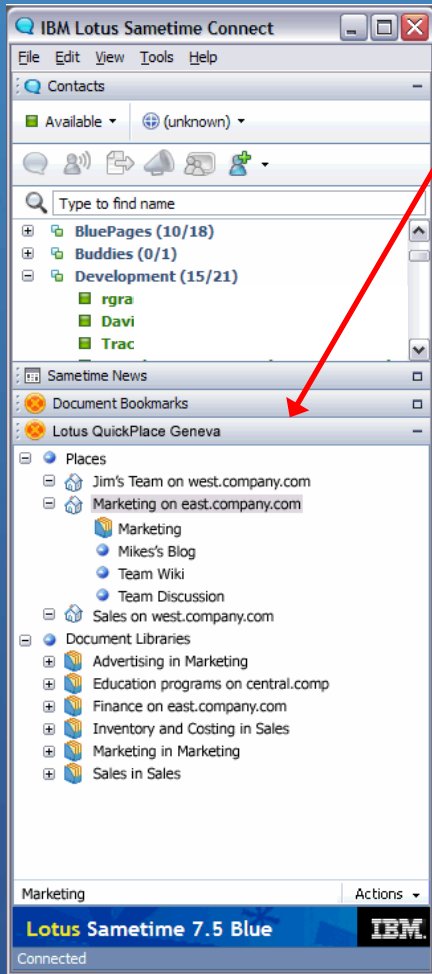 IBM Lotus Sametime Connect
File Edit View Tools Help
Contacts
Available (unknown)
Type to find name
BluePages (10/18)
Buddies (0/1)
Development (15/21)
rgra
Davi
Trac
Sametime News
Document Bookmarks
Lotus QuickPlace Geneva
Places
Jim's Team on west.company.com
Marketing on east.company.com
Marketing
Mikes's Blog
Team Wiki
Team Discussion
Sales on west.company.com
Document Libraries
Advertising in Marketing
Education programs on central.comp
Finance on east.company.com
Inventory and Costing in Sales
Marketing in Marketing
Sales in Sales
Marketing Actions
Lotus Sametime 7.5 Blue IBM.
Connected